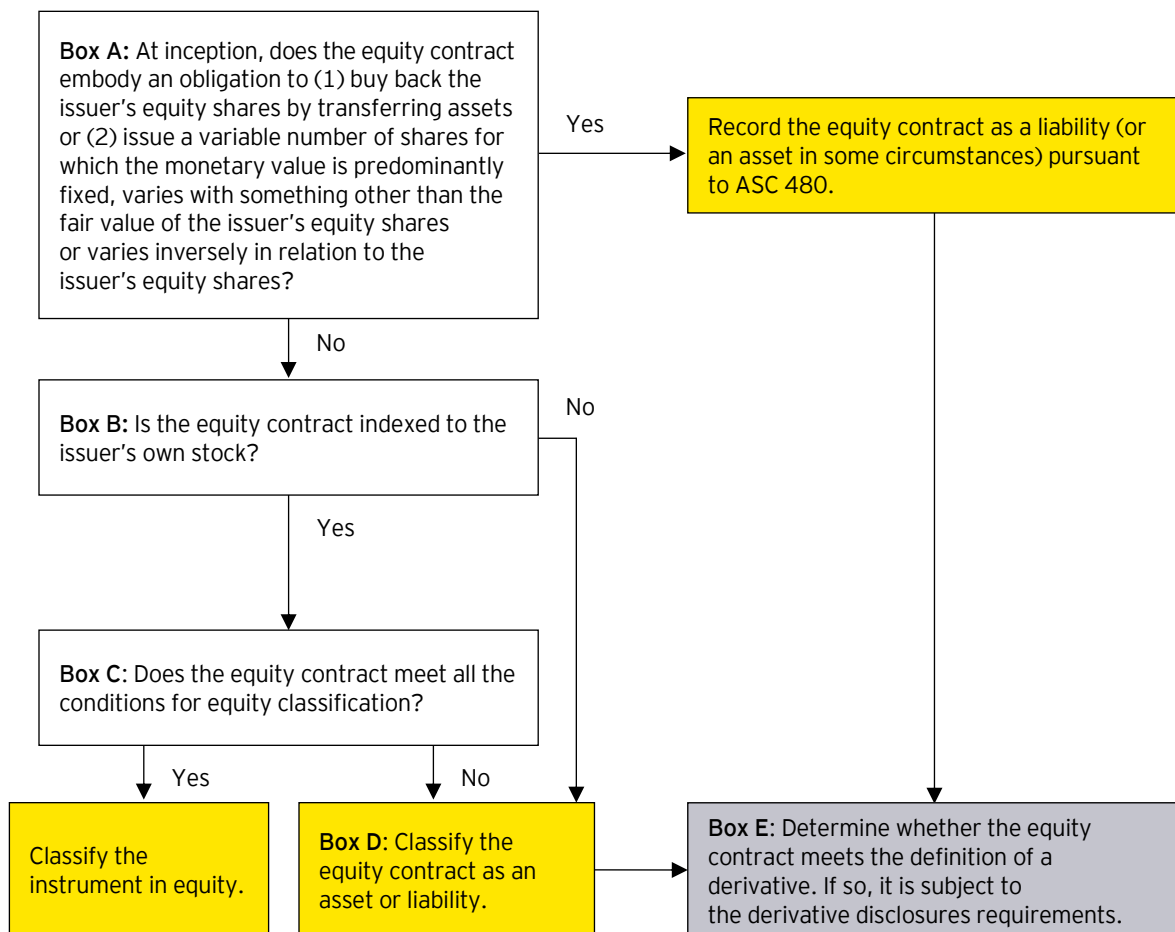 Box A: At inception, does the equity contract
embody an obligation to (1) buy back the
issuer's equity shares by transferring assets
or (2) issue a variable number of shares for
which the monetary value is predominantly
fixed, varies with something other than the
fair value of the issuer's equity shares
or varies inversely in relation to the
issuer's equity shares?
Yes
Record the equity contract as a liability (or
an asset in some circumstances) pursuant
to ASC 480.
No
Box B: Is the equity contract indexed to the
issuer's own stock?
No
Yes
Box C: Does the equity contract meet all the
conditions for equity classification?
Yes
No
Classify the
instrument in equity.
Box D: Classify the
equity contract as an
asset or liability.
Box E: Determine whether the equity
contract meets the definition of a
derivative. If so, it is subject to
the derivative disclosures requirements.